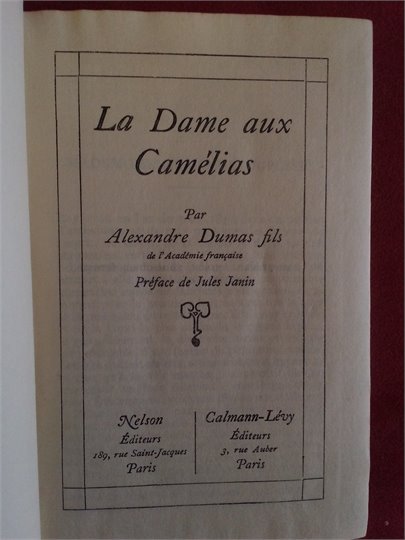 La Dame aux
Camélias
Par
Alexandre Dumas fils
de l'Académie française
Préface de Jules Janin
Nelson
Éditeurs
189, rue Saint-Jacques
Paris
Calmann-Lévy
Éditeurs
3, rue Auber
Paris